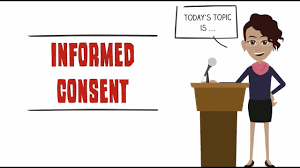 TODAY'S TOPIC
IS ...
INFORMED
CONSENT